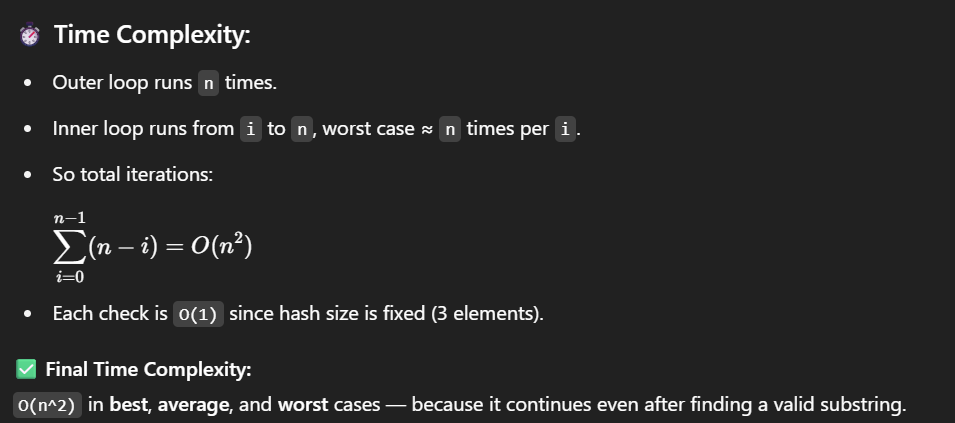 ⏱️ Time Complexity:
• Outer loop runs n times.
• Inner loop runs from i to n, worst case ≈ n times per i.
• So total iterations:
n−1
∑(n − i) = O(n²)
i=0
• Each check is O(1) since hash size is fixed (3 elements).
✅ Final Time Complexity:
O(n^2) in best, average, and worst cases — because it continues even after finding a valid substring.